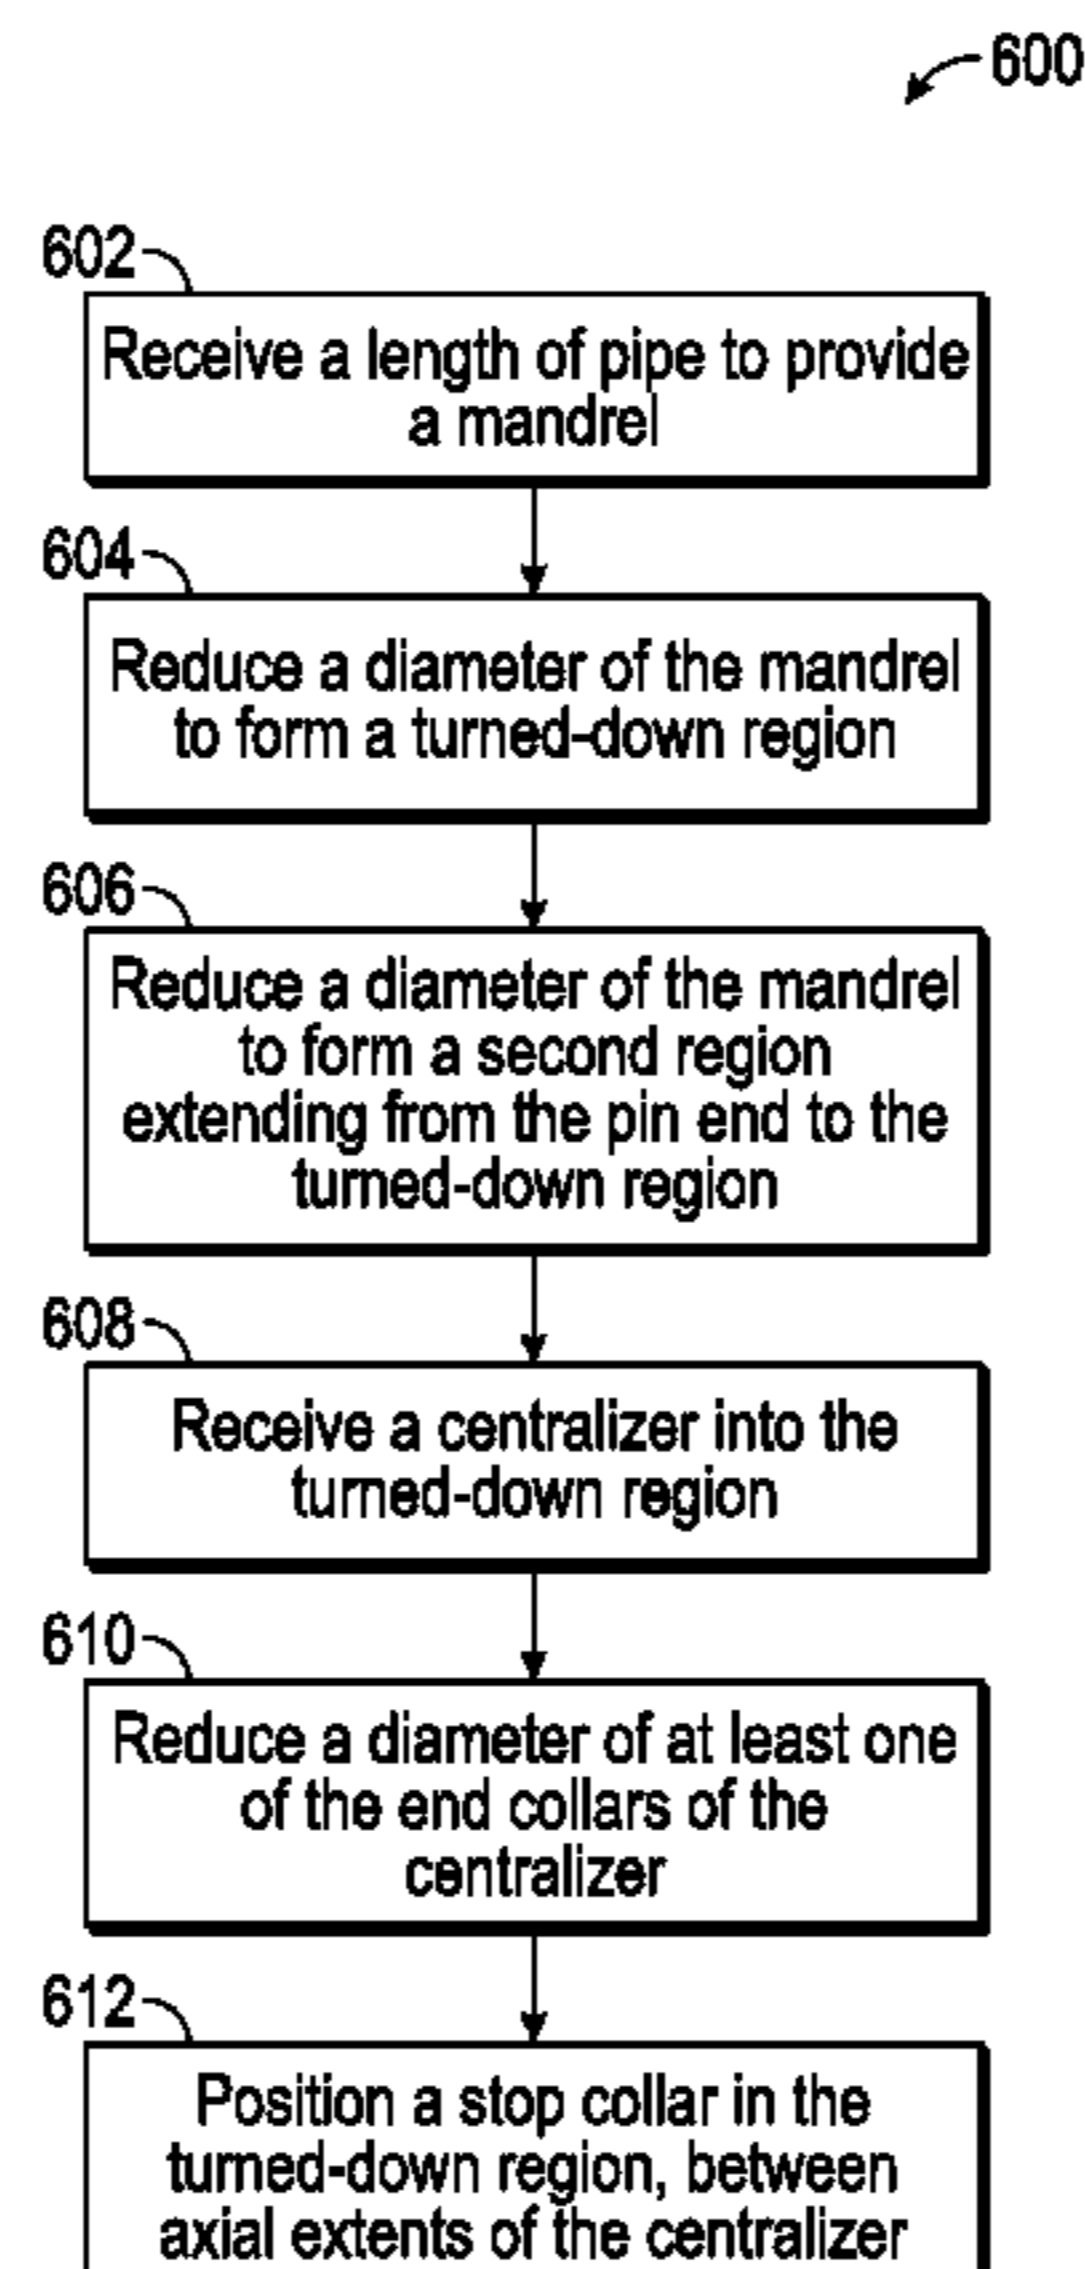 600
602
Receive a length of pipe to provide
a mandrel
604
Reduce a diameter of the mandrel
to form a turned-down region
606
Reduce a diameter of the mandrel
to form a second region
extending from the pin end to the
turned-down region
608
Receive a centralizer into the
turned-down region
610
Reduce a diameter of at least one
of the end collars of the
centralizer
612
Position a stop collar in the
turned-down region, between
axial extents of the centralizer